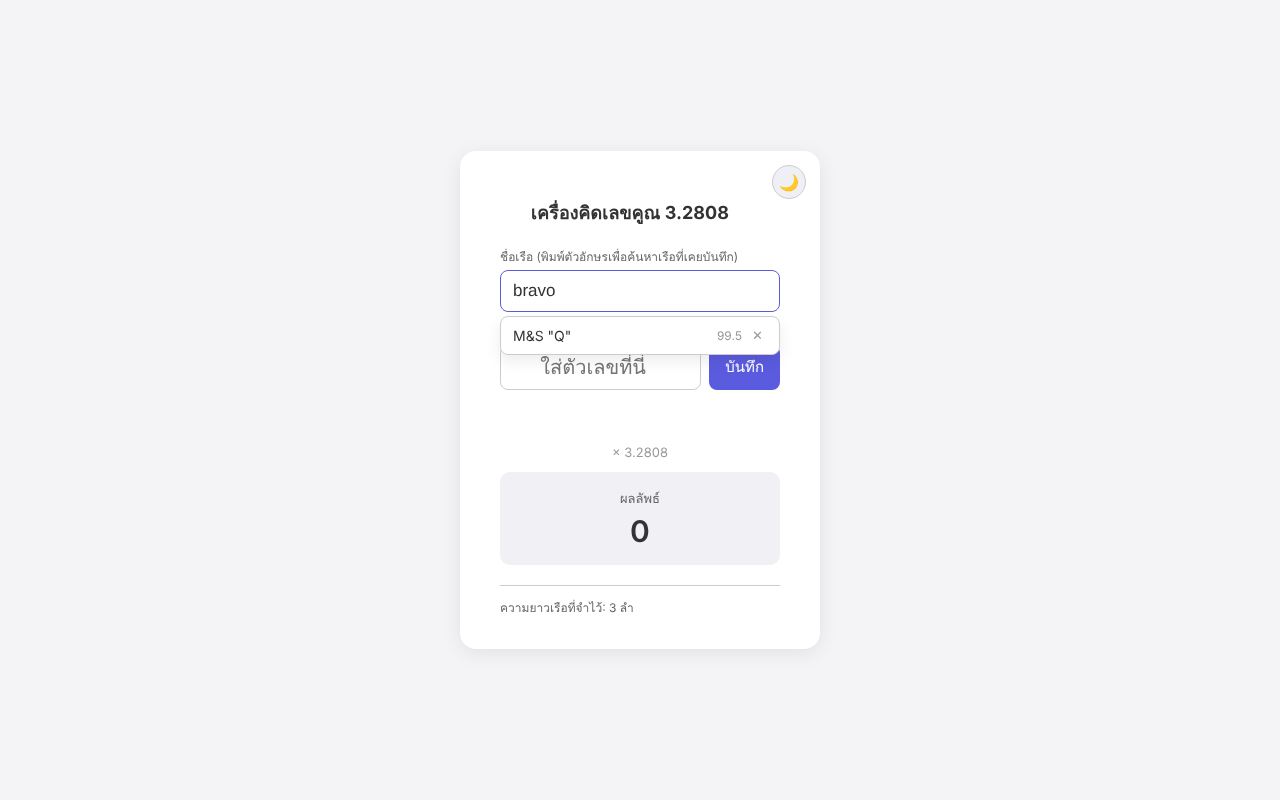 เครื่องคิดเลขคูณ 3.2808
ชื่อเรือ (พิมพ์ตัวอักษรเพื่อค้นหาเรือที่เคยบันทึก)
bravo
M&S "Q" 99.5 ✕
ใส่ตัวเลขที่นี่ บันทึก
× 3.2808
ผลลัพธ์
0
ความยาวเรือที่จำไว้: 3 ลำ